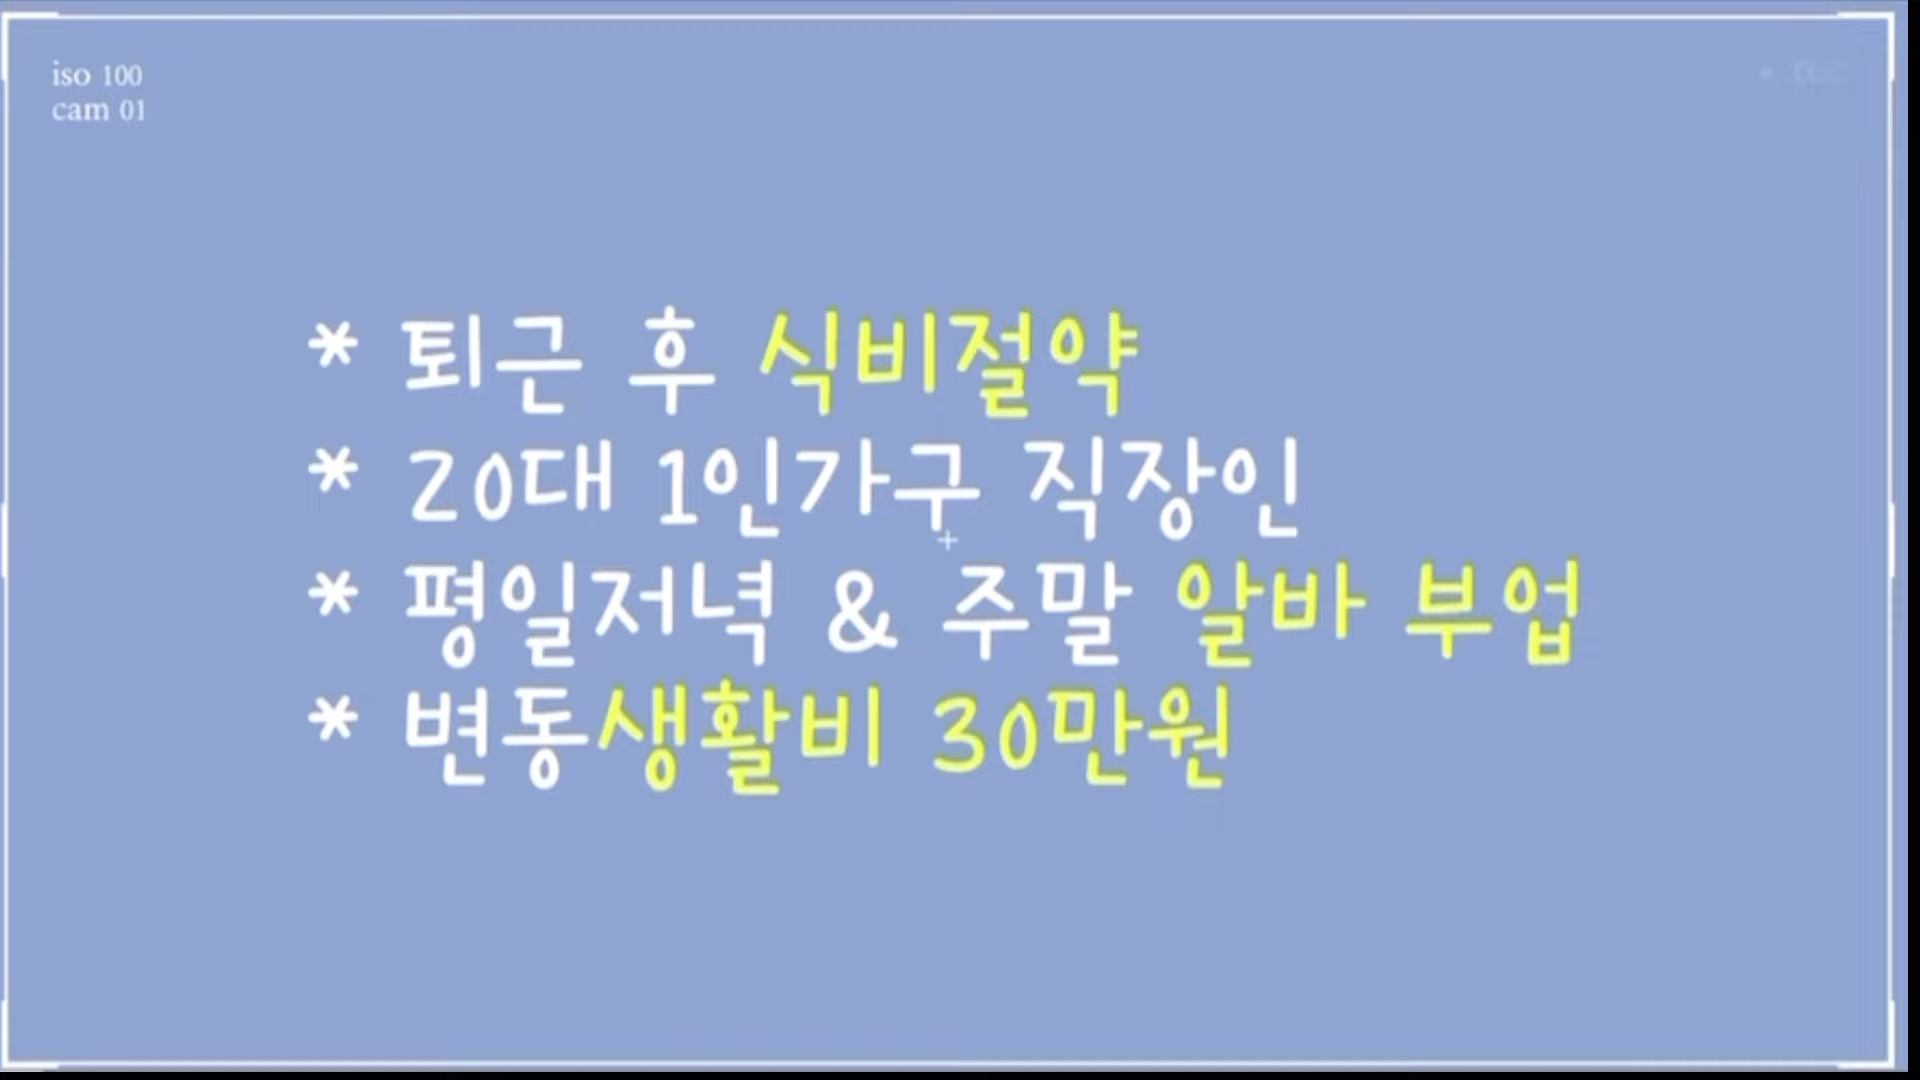 iso 100
cam 01
* 퇴근 후 식비절약
* 20대 1인가구 직장인
* 평일저녁 & 주말 알바 부업
* 변동생활비 30만원